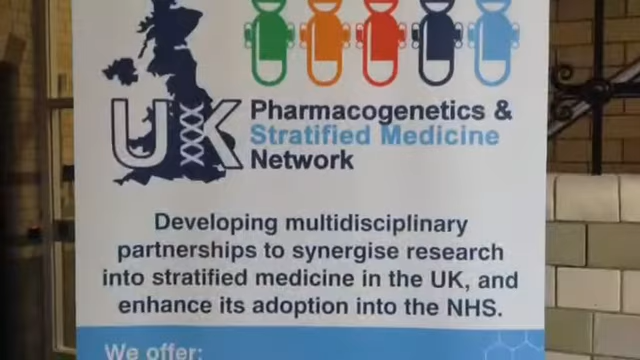 UK
Pharmacogenetics &
Stratified Medicine
Network
Developing multidisciplinary
partnerships to synergise research
into stratified medicine in the UK, and
enhance its adoption into the NHS.
We offer: